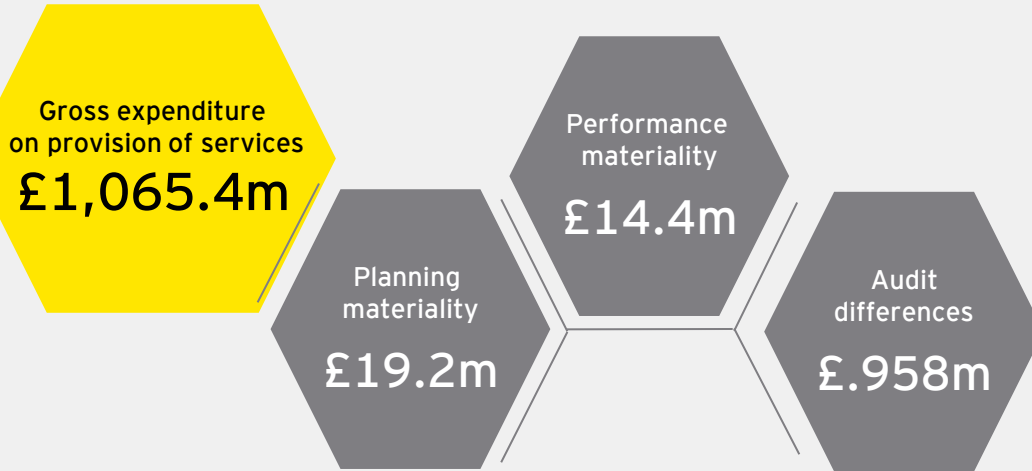 Gross expenditure
on provision of services
£1,065.4m
Planning
materiality
£19.2m
Performance
materiality
£14.4m
Audit
differences
£.958m